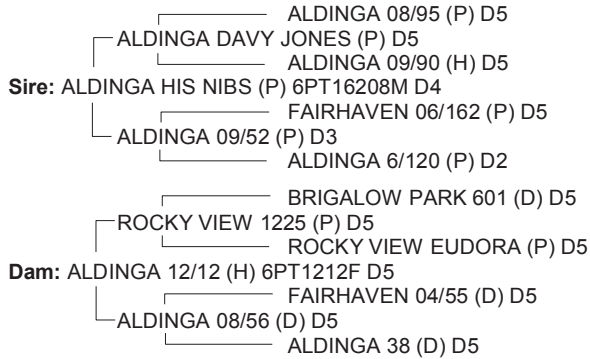 ALDINGA 08/95 (P) D5
ALDINGA DAVY JONES (P) D5
ALDINGA 09/90 (H) D5
Sire: ALDINGA HIS NIBS (P) 6PT16208M D4
FAIRHAVEN 06/162 (P) D5
ALDINGA 09/52 (P) D3
ALDINGA 6/120 (P) D2
BRIGALOW PARK 601 (D) D5
ROCKY VIEW 1225 (P) D5
ROCKY VIEW EUDORA (P) D5
Dam: ALDINGA 12/12 (H) 6PT1212F D5
FAIRHAVEN 04/55 (D) D5
ALDINGA 08/56 (D) D5
ALDINGA 38 (D) D5